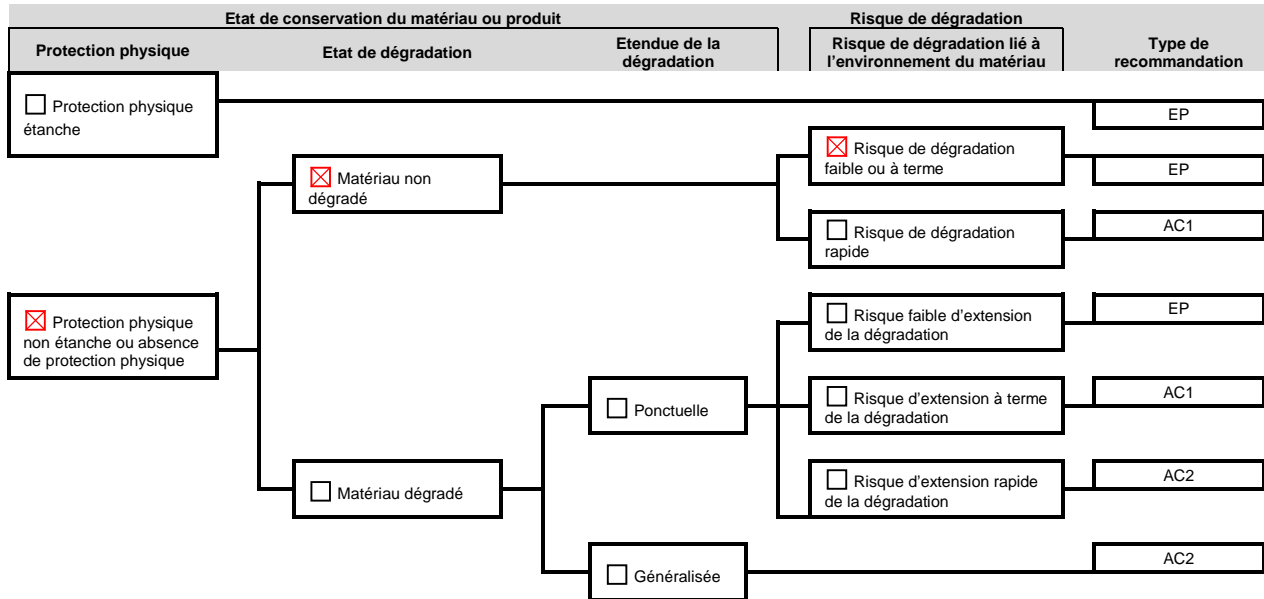 Etat de conservation du matériau ou produit
Risque de dégradation
Protection physique
Etat de dégradation
Etendue de la
dégradation
Risque de dégradation lié à
l'environnement du matériau
Type de
recommandation
Protection physique
étanche
EP
Matériau non
dégradé
Risque de dégradation
faible ou à terme
EP
Risque de dégradation
rapide
AC1
Protection physique
non étanche ou absence
de protection physique
Risque faible d'extension
de la dégradation
EP
Ponctuelle
Risque d'extension à terme
de la dégradation
AC1
Matériau dégradé
Risque d'extension rapide
de la dégradation
AC2
Généralisée
AC2